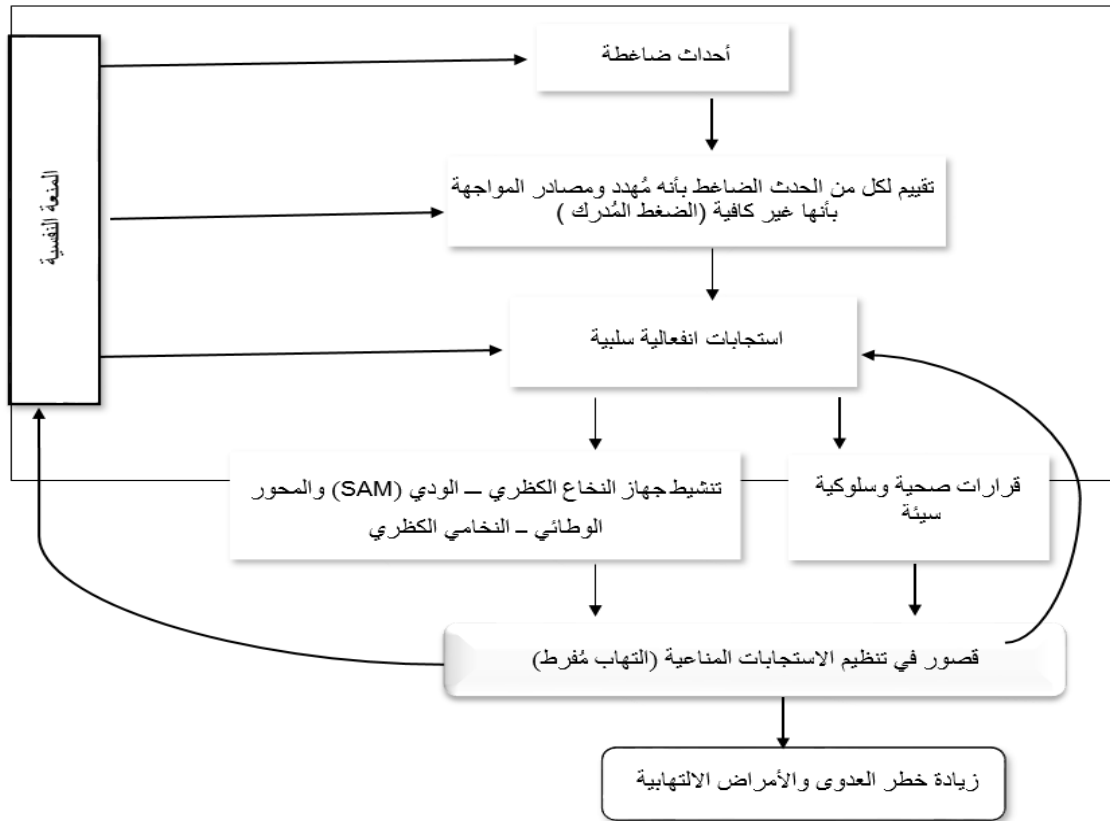 أحداث ضاغطة
المنعة النفسية
تقييم لكل من الحدث الضاغط بأنه مُهدد ومصادر المواجهة
بأنها غير كافية (الضغط المُدرك )
استجابات انفعالية سلبية
تنشيط جهاز النخاع الكظري – الودي (SAM) والمحور
الوطائي – النخامي الكظري
قرارات صحية وسلوكية
سيئة
قصور في تنظيم الاستجابات المناعية (التهاب مُفرط)
زيادة خطر العدوى والأمراض الالتهابية